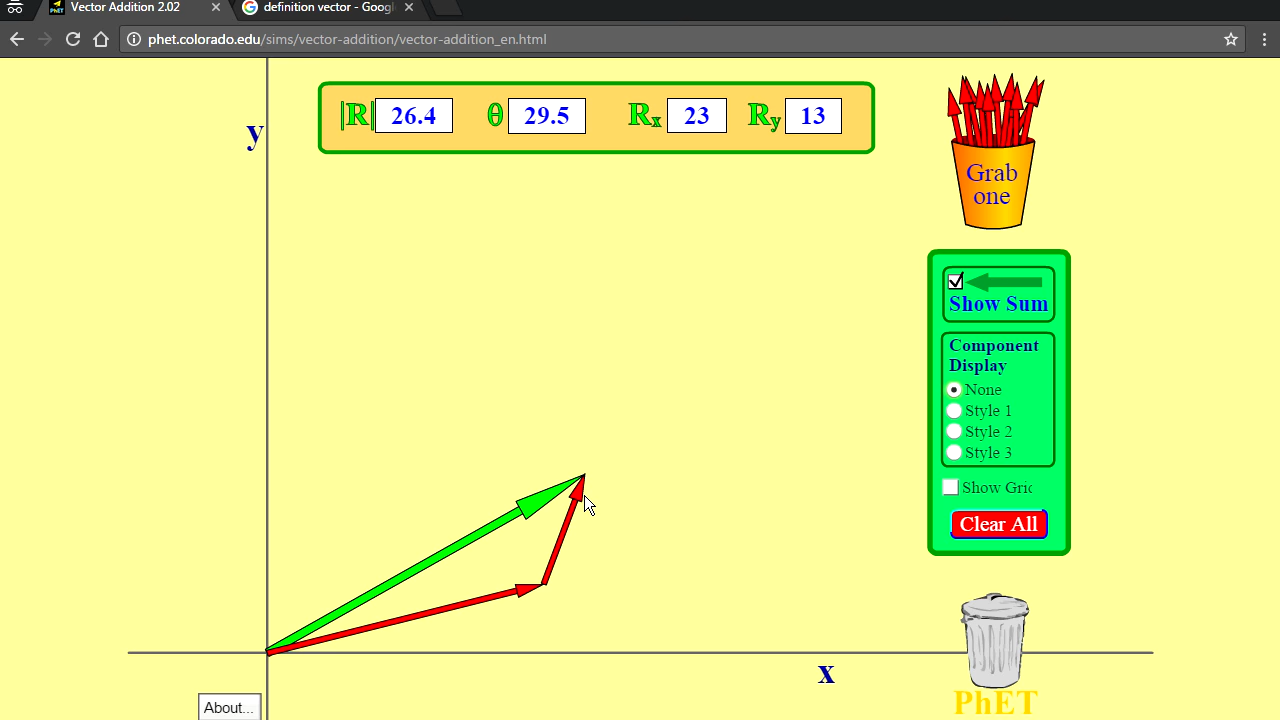 Vector Addition 2.02
definition vector - Google
phet.colorado.edu/sims/vector-addition/vector-addition_en.html
y
|R| 26.4 θ 29.5 Rx 23 Ry 13
Grab
one
Show Sum
Component
Display
None
Style 1
Style 2
Style 3
Show Gric
Clear All
x
PhET
About...